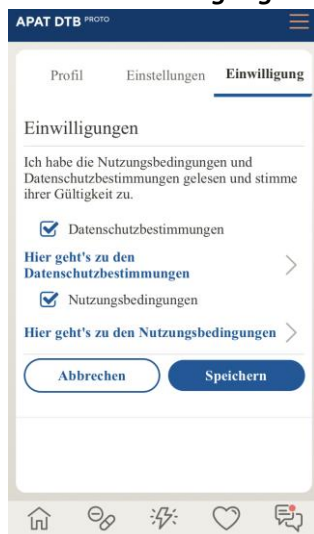 APAT DTB PROTO
Profil Einstellungen Einwilligung
Einwilligungen
Ich habe die Nutzungsbedingungen und
Datenschutzbestimmungen gelesen und stimme
ihrer Gültigkeit zu.
Datenschutzbestimmungen
Hier geht's zu den
Datenschutzbestimmungen
Nutzungsbedingungen
Hier geht's zu den Nutzungsbedingungen
Abbrechen Speichern